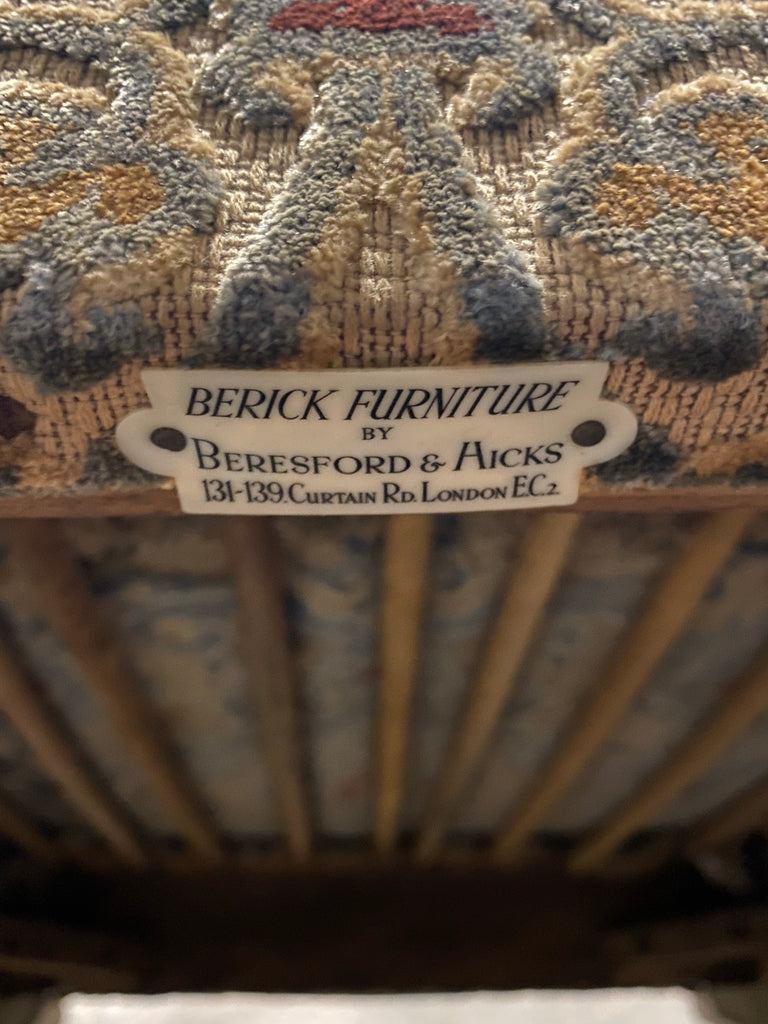 BERICK FURNITURE
BY
BERESFORD & HICKS
131-139.CURTAIN RD. LONDON E.C.2.